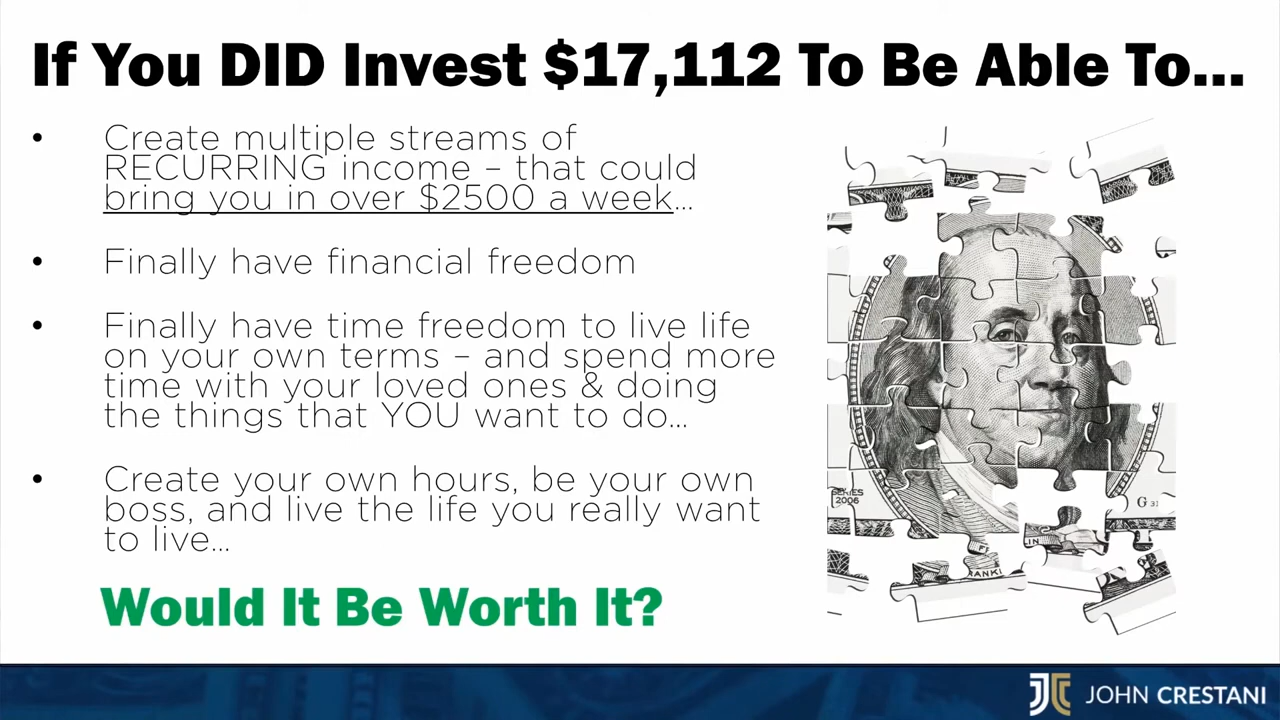 If You DID Invest $17,112 To Be Able To...
• Create multiple streams of
RECURRING income – that could
bring you in over $2500 a week...
• Finally have financial freedom
• Finally have time freedom to live life
on your own terms – and spend more
time with your loved ones & doing
the things that YOU want to do...
• Create your own hours, be your own
boss, and live the life you really want
to live...
Would It Be Worth It?
SERIES
2006
G
JOHN CRESTANI